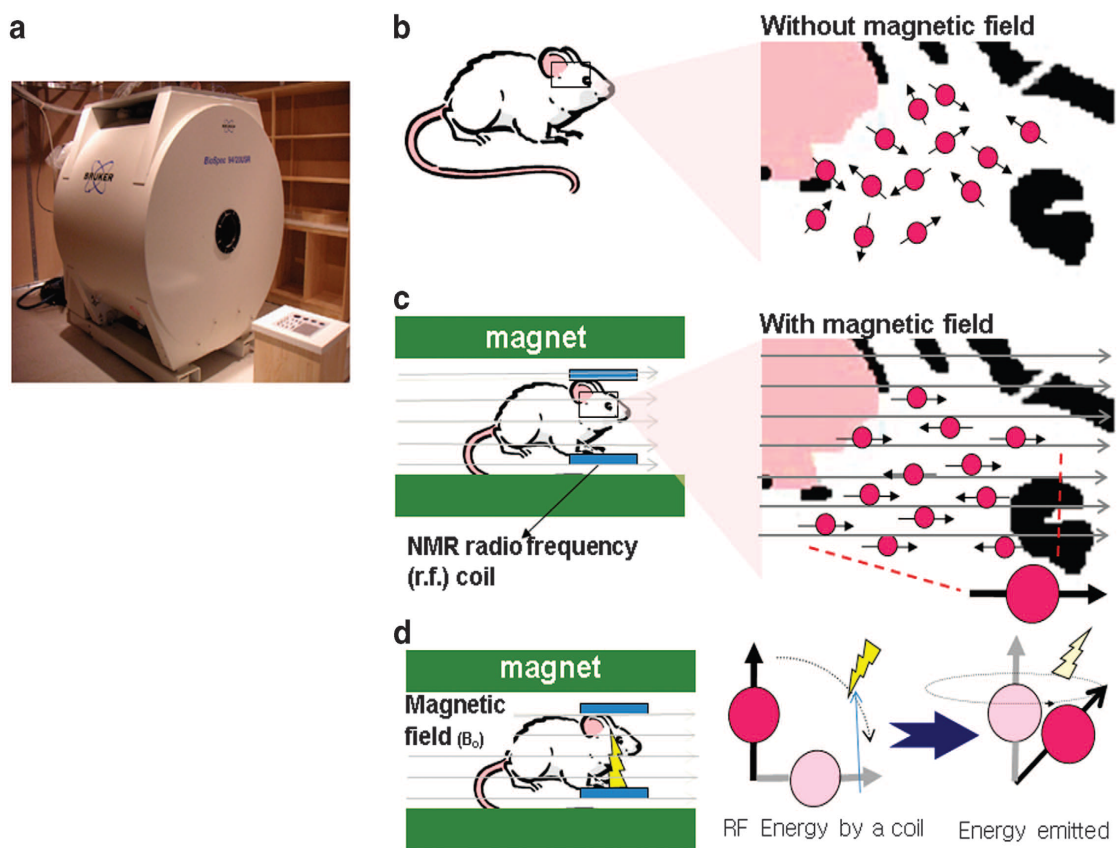 a
b
Without magnetic field
BRUKER
BRUKER
c
magnet
With magnetic field
NMR radio frequency
(r.f.) coil
d
magnet
Magnetic
field (B₀)
RF Energy by a coil
Energy emitted